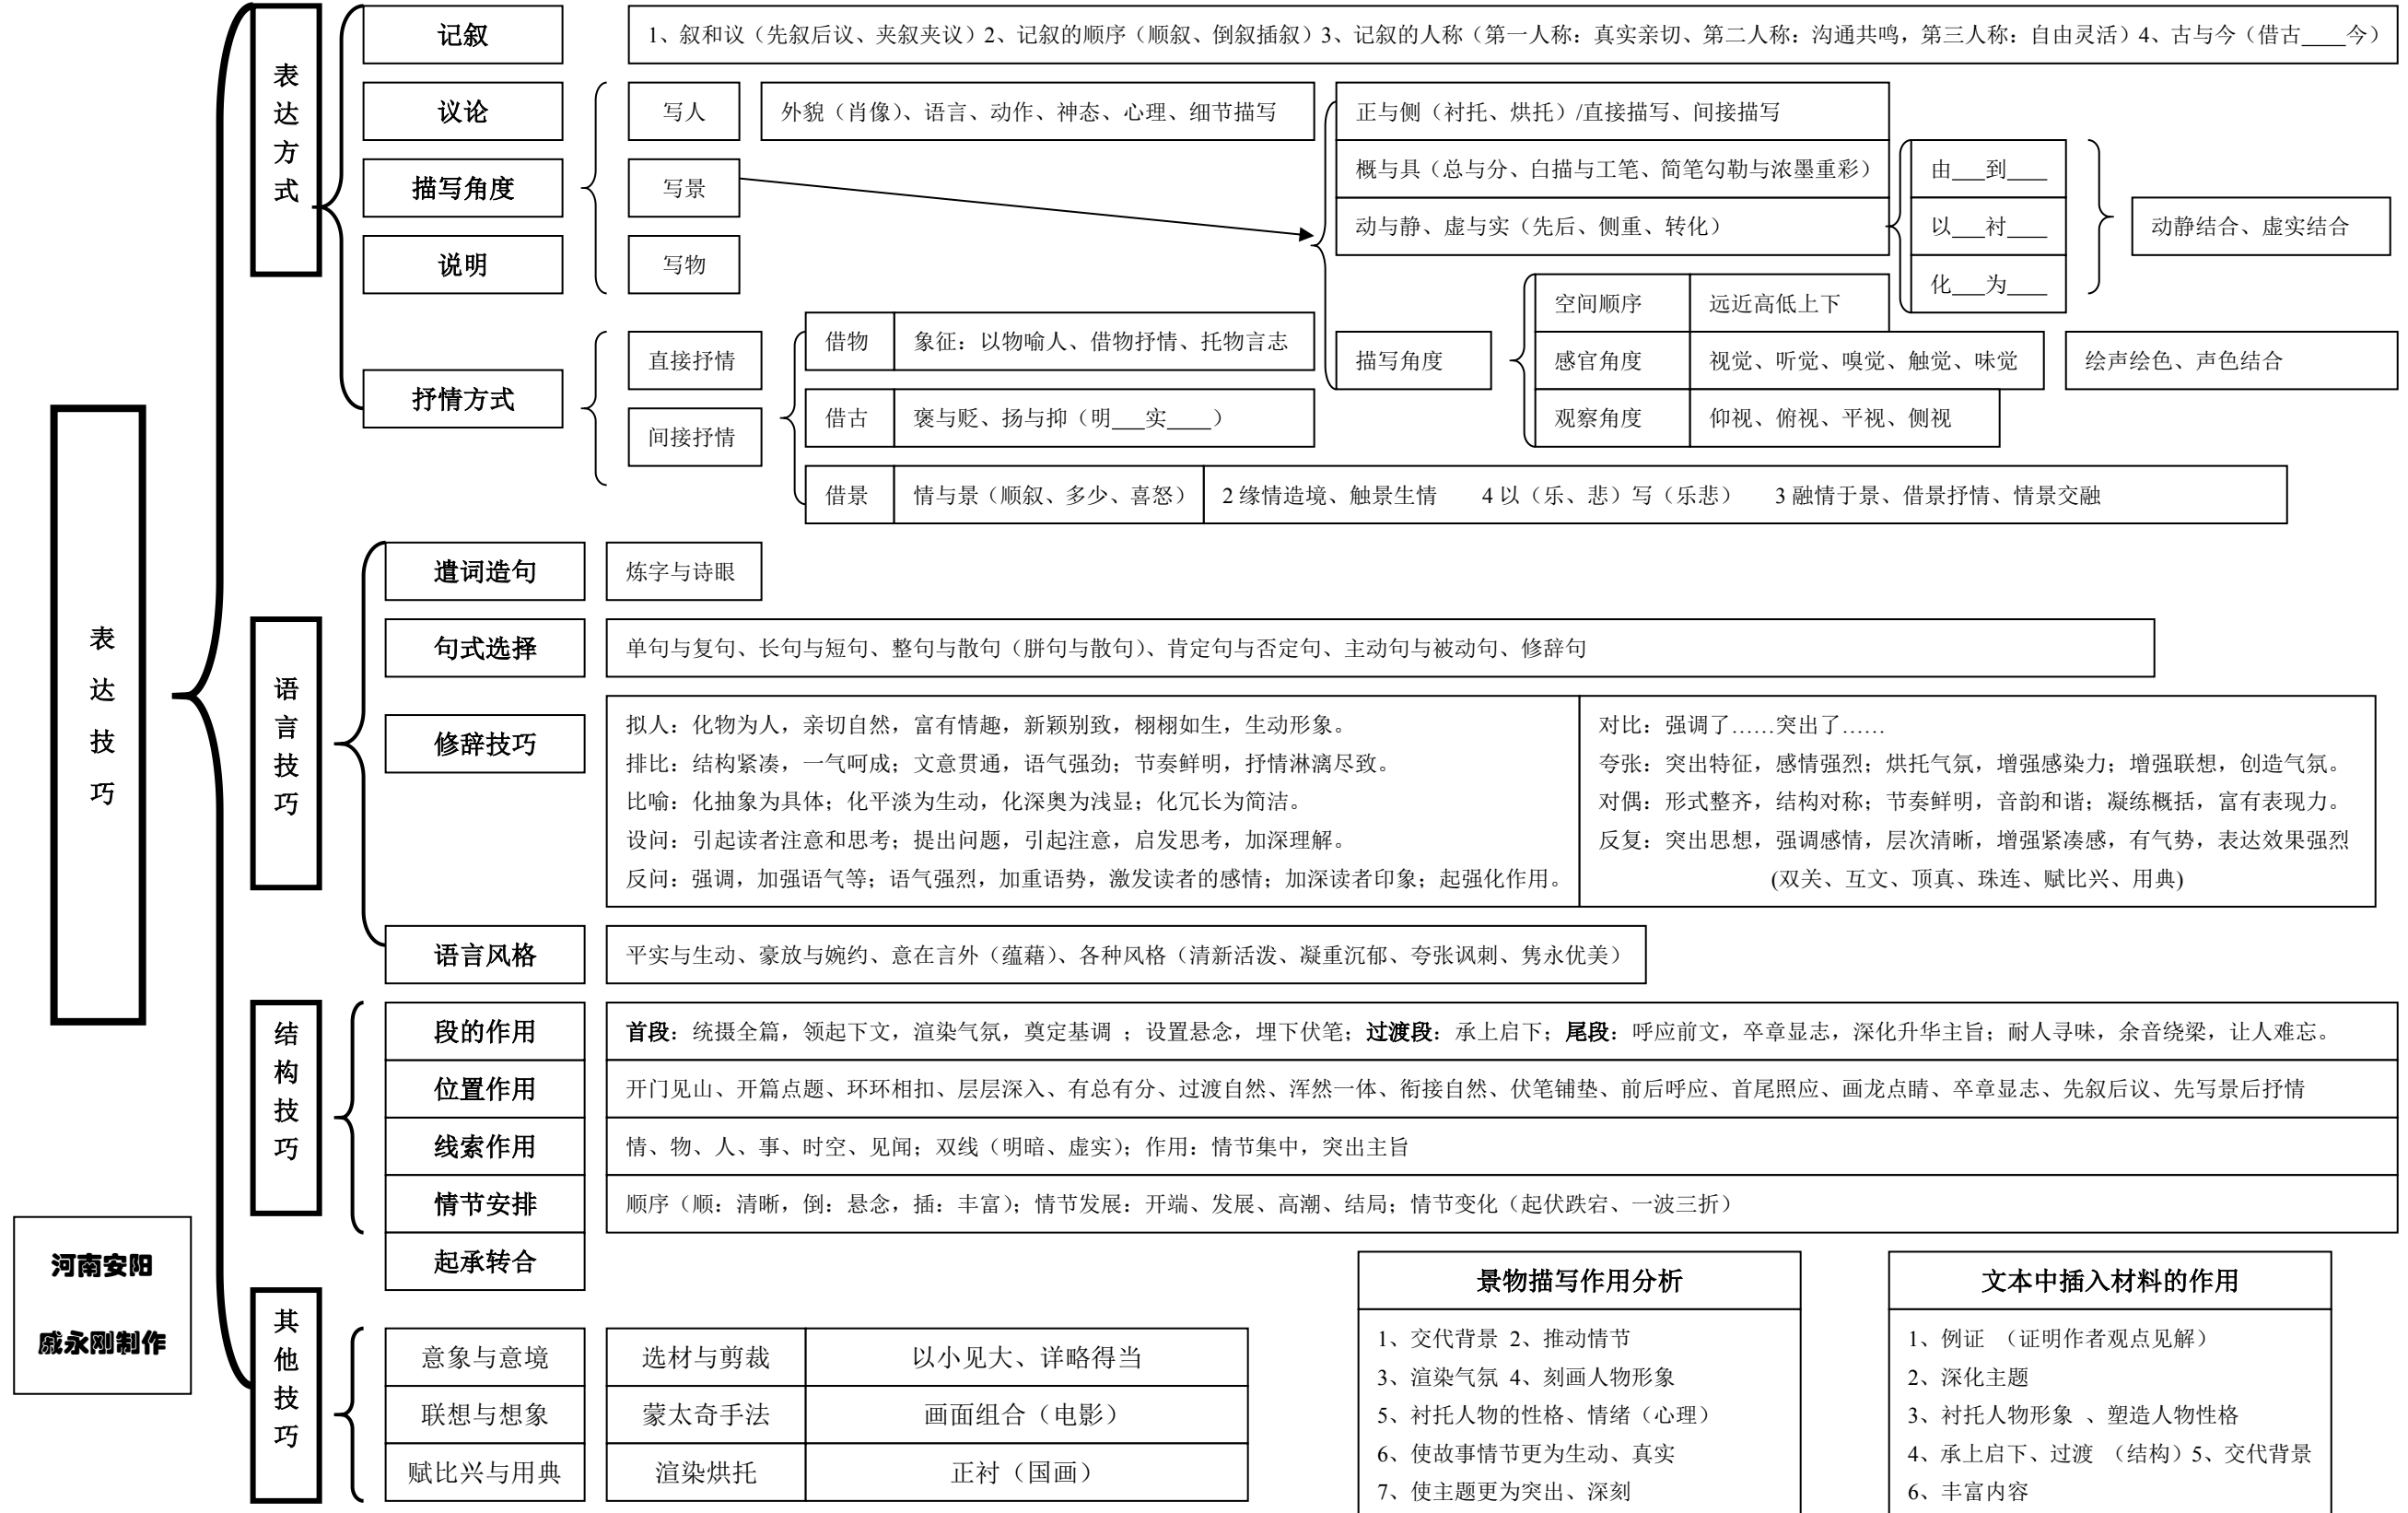 表达技巧
表达方式
记叙
1、叙和议（先叙后议、夹叙夹议）2、记叙的顺序（顺叙、倒叙插叙）3、记叙的人称（第一人称：真实亲切、第二人称：沟通共鸣，第三人称：自由灵活）4、古与今（借古____今）
议论
描写角度
说明
写人
外貌（肖像）、语言、动作、神态、心理、细节描写
写景
写物
正与侧（衬托、烘托）/直接描写、间接描写
概与具（总与分、白描与工笔、简笔勾勒与浓墨重彩）
动与静、虚与实（先后、侧重、转化）
由___到____
以___衬____
化___为____
动静结合、虚实结合
描写角度
空间顺序
远近高低上下
感官角度
视觉、听觉、嗅觉、触觉、味觉
绘声绘色、声色结合
观察角度
仰视、俯视、平视、侧视
抒情方式
直接抒情
间接抒情
借物
象征：以物喻人、借物抒情、托物言志
借古
褒与贬、扬与抑（明___实____）
借景
情与景（顺叙、多少、喜怒）
2 缘情造境、触景生情 4 以（乐、悲）写（乐悲） 3 融情于景、借景抒情、情景交融
语言技巧
遣词造句
炼字与诗眼
句式选择
单句与复句、长句与短句、整句与散句（骈句与散句）、肯定句与否定句、主动句与被动句、修辞句
修辞技巧
拟人：化物为人，亲切自然，富有情趣，新颖别致，栩栩如生，生动形象。
排比：结构紧凑，一气呵成；文意贯通，语气强劲；节奏鲜明，抒情淋漓尽致。
比喻：化抽象为具体；化平淡为生动，化深奥为浅显；化冗长为简洁。
设问：引起读者注意和思考；提出问题，引起注意，启发思考，加深理解。
反问：强调，加强语气等；语气强烈，加重语势，激发读者的感情；加深读者印象；起强化作用。
对比：强调了……突出了……
夸张：突出特征，感情强烈；烘托气氛，增强感染力；增强联想，创造气氛。
对偶：形式整齐，结构对称；节奏鲜明，音韵和谐；凝练概括，富有表现力。
反复：突出思想，强调感情，层次清晰，增强紧凑感，有气势，表达效果强烈
(双关、互文、顶真、珠连、赋比兴、用典)
语言风格
平实与生动、豪放与婉约、意在言外（蕴藉）、各种风格（清新活泼、凝重沉郁、夸张讽刺、隽永优美）
结构技巧
段的作用
首段：统摄全篇，领起下文，渲染气氛，奠定基调 ；设置悬念，埋下伏笔；过渡段：承上启下；尾段：呼应前文，卒章显志，深化升华主旨；耐人寻味，余音绕梁，让人难忘。
位置作用
开门见山、开篇点题、环环相扣、层层深入、有总有分、过渡自然、浑然一体、衔接自然、伏笔铺垫、前后呼应、首尾照应、画龙点睛、卒章显志、先叙后议、先写景后抒情
线索作用
情、物、人、事、时空、见闻；双线（明暗、虚实）；作用：情节集中，突出主旨
情节安排
顺序（顺：清晰，倒：悬念，插：丰富）；情节发展：开端、发展、高潮、结局；情节变化（起伏跌宕、一波三折）
起承转合
其他技巧
意象与意境
选材与剪裁
以小见大、详略得当
联想与想象
蒙太奇手法
画面组合（电影）
赋比兴与用典
渲染烘托
正衬（国画）
景物描写作用分析
1、交代背景 2、推动情节
3、渲染气氛 4、刻画人物形象
5、衬托人物的性格、情绪（心理）
6、使故事情节更为生动、真实
7、使主题更为突出、深刻
文本中插入材料的作用
1、例证 （证明作者观点见解）
2、深化主题
3、衬托人物形象 、塑造人物性格
4、承上启下、过渡 （结构）5、交代背景
6、丰富内容
河南安阳
戚永刚制作